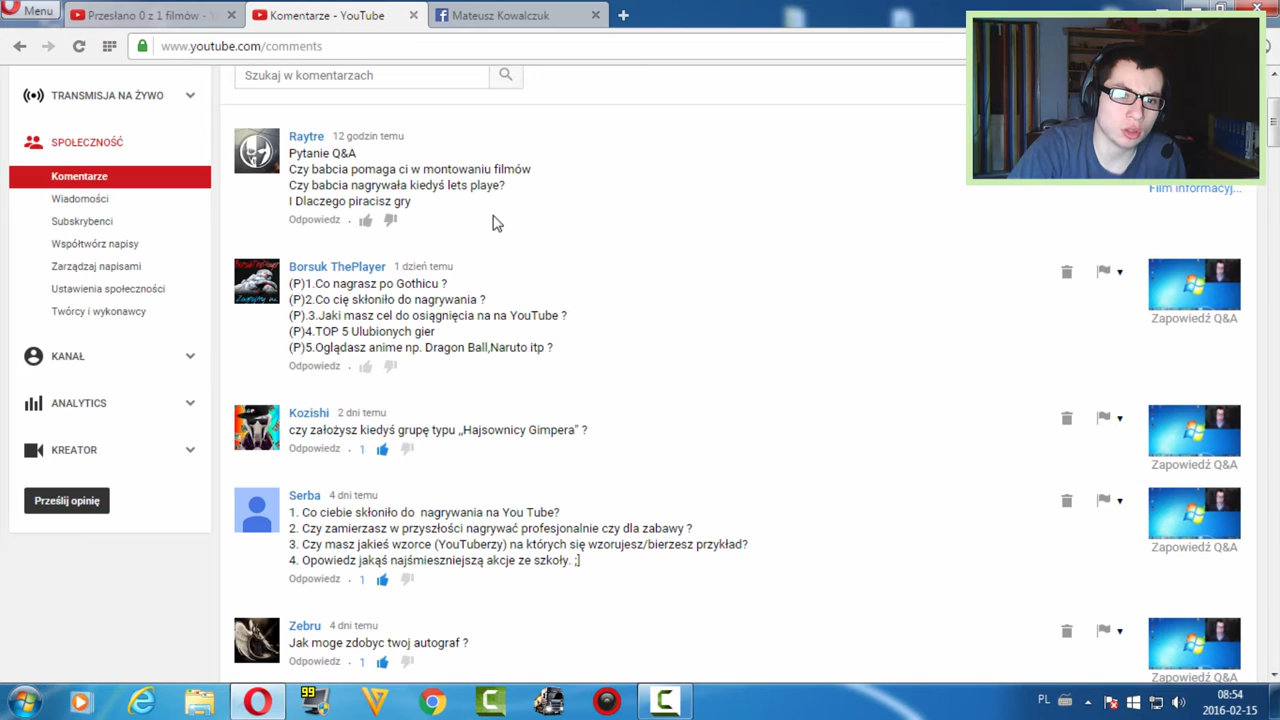 Menu
Przesłano 0 z 1 filmów -
Komentarze - YouTube
Mateusz Kowalczuk
www.youtube.com/comments
Szukaj w komentarzach
TRANSMISJA NA ŻYWO
SPOŁECZNOŚĆ
Komentarze
Wiadomości
Subskrybenci
Współtwórz napisy
Zarządzaj napisami
Ustawienia społeczności
Twórcy i wykonawcy
KANAŁ
ANALYTICS
KREATOR
Prześlij opinię
Raytre 12 godzin temu
Pytanie Q&A
Czy babcia pomaga ci w montowaniu filmów
Czy babcia nagrywała kiedyś lets playe?
I Dlaczego piracisz gry
Odpowiedz
Film informacyj...
Borsuk ThePlayer 1 dzień temu
(P)1.Co nagrasz po Gothicu ?
(P)2.Co cię skłoniło do nagrywania ?
(P).3.Jaki masz cel do osiągnięcia na na YouTube ?
(P)4.TOP 5 Ulubionych gier
(P)5.Oglądasz anime np. Dragon Ball,Naruto itp ?
Odpowiedz
Zapowiedź Q&A
Kozishi 2 dni temu
czy założysz kiedyś grupę typu „Hajsownicy Gimpera" ?
Odpowiedz 1
Zapowiedź Q&A
Serba 4 dni temu
1. Co ciebie skłoniło do nagrywania na You Tube?
2. Czy zamierzasz w przyszłości nagrywać profesjonalnie czy dla zabawy ?
3. Czy masz jakieś wzorce (YouTuberzy) na których się wzorujesz/bierzesz przykład?
4. Opowiedz jakąś najśmieszniejszą akcje ze szkoły. ;]
Odpowiedz 1
Zapowiedź Q&A
Zebru 4 dni temu
Jak moge zdobyc twoj autograf ?
Odpowiedz 1
Zapowiedź Q&A
99
PL
08:54
2016-02-15